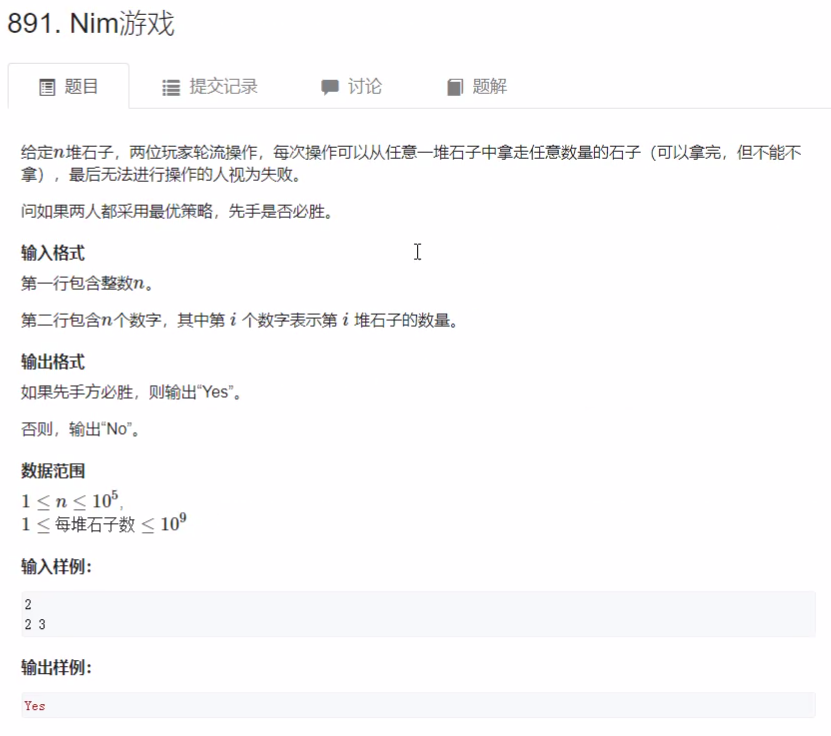 891. Nim游戏
题目 提交记录 讨论 题解
给定n堆石子，两位玩家轮流操作，每次操作可以从任意一堆石子中拿走任意数量的石子（可以拿完，但不能不
拿），最后无法进行操作的人视为失败。
问如果两人都采用最优策略，先手是否必胜。
输入格式
第一行包含整数n。
第二行包含n个数字，其中第 i 个数字表示第 i 堆石子的数量。
输出格式
如果先手方必胜，则输出“Yes”。
否则，输出“No”。
数据范围
1 ≤ n ≤ 10⁵,
1 ≤ 每堆石子数 ≤ 10⁹
输入样例：
2
2 3
输出样例：
Yes